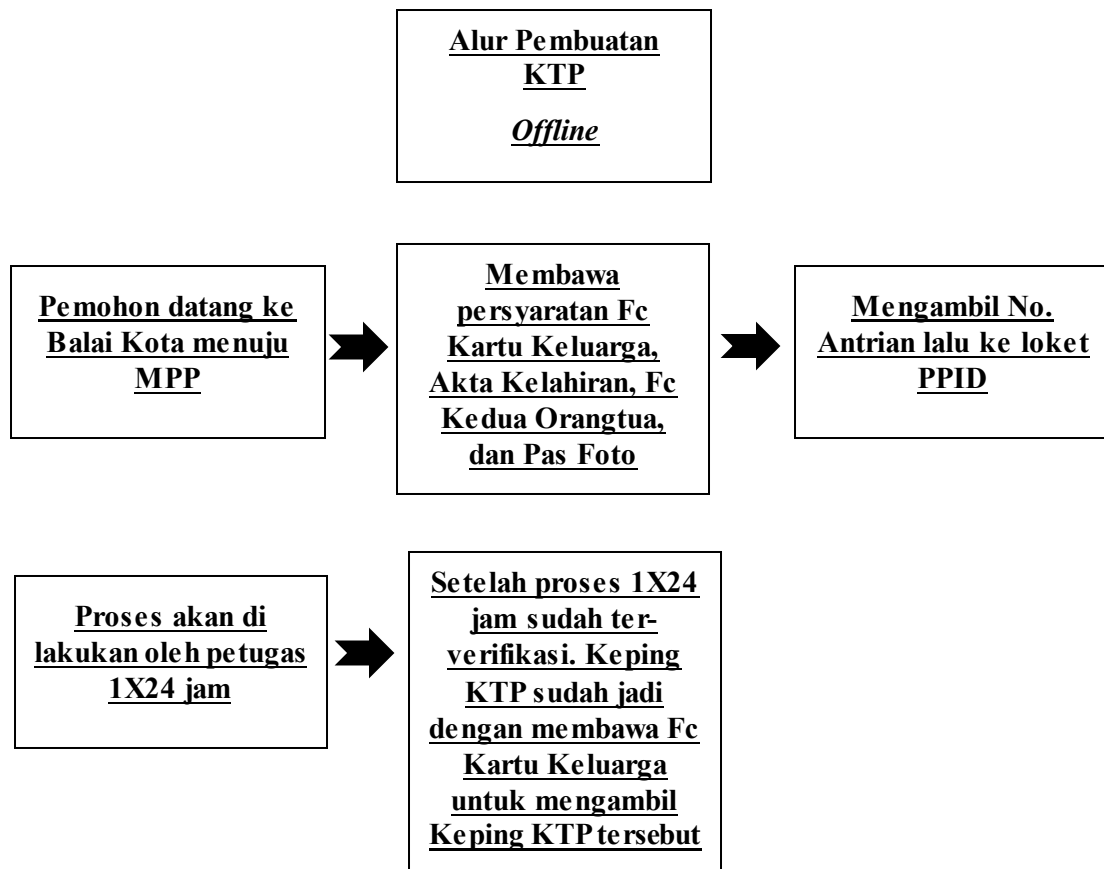 Alur Pembuatan
KTP
Offline
Pemohon datang ke
Balai Kota menuju
MPP
Membawa
persyaratan Fc
Kartu Keluarga,
Akta Kelahiran, Fc
Kedua Orangtua,
dan Pas Foto
Mengambil No.
Antrian lalu ke loket
PPID
Proses akan di
lakukan oleh petugas
1X24 jam
Setelah proses 1X24
jam sudah ter-
verifikasi. Keping
KTP sudah jadi
dengan membawa Fc
Kartu Keluarga
untuk mengambil
Keping KTP tersebut